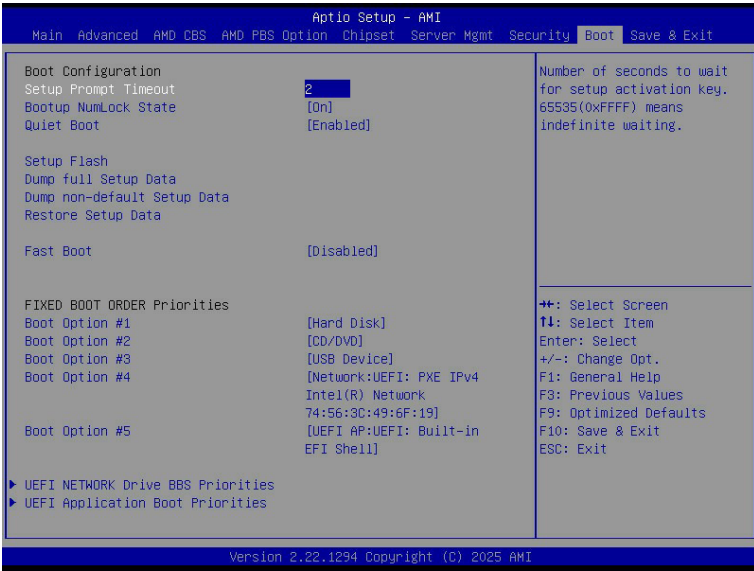 Aptio Setup - AMI
Main Advanced AMD CBS AMD PBS Option Chipset Server Mgmt Security Boot Save & Exit
Boot Configuration
Setup Prompt Timeout 2
Bootup NumLock State [On]
Quiet Boot [Enabled]
Setup Flash
Dump full Setup Data
Dump non-default Setup Data
Restore Setup Data
Fast Boot [Disabled]
FIXED BOOT ORDER Priorities
Boot Option #1 [Hard Disk]
Boot Option #2 [CD/DVD]
Boot Option #3 [USB Device]
Boot Option #4 [Network:UEFI: PXE IPv4
Intel(R) Network
74:56:3C:49:6F:19]
Boot Option #5 [UEFI AP:UEFI: Built-in
EFI Shell]
UEFI NETWORK Drive BBS Priorities
UEFI Application Boot Priorities
Number of seconds to wait
for setup activation key.
65535(0xFFFF) means
indefinite waiting.
→←: Select Screen
↑↓: Select Item
Enter: Select
+/-: Change Opt.
F1: General Help
F3: Previous Values
F9: Optimized Defaults
F10: Save & Exit
ESC: Exit
Version 2.22.1294 Copyright (C) 2025 AMI